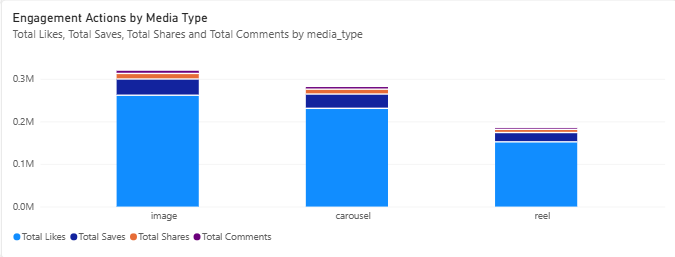 Engagement Actions by Media Type
Total Likes, Total Saves, Total Shares and Total Comments by media_type
0.3M
0.2M
0.1M
0.0M
image carousel reel
Total Likes Total Saves Total Shares Total Comments